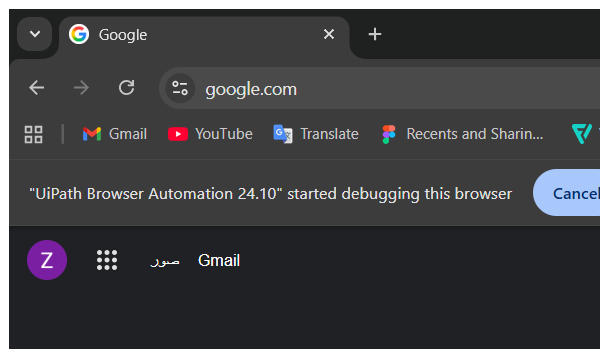 Google
google.com
Gmail YouTube Translate Recents and Sharin...
"UiPath Browser Automation 24.10" started debugging this browser Cancel
Z صور Gmail